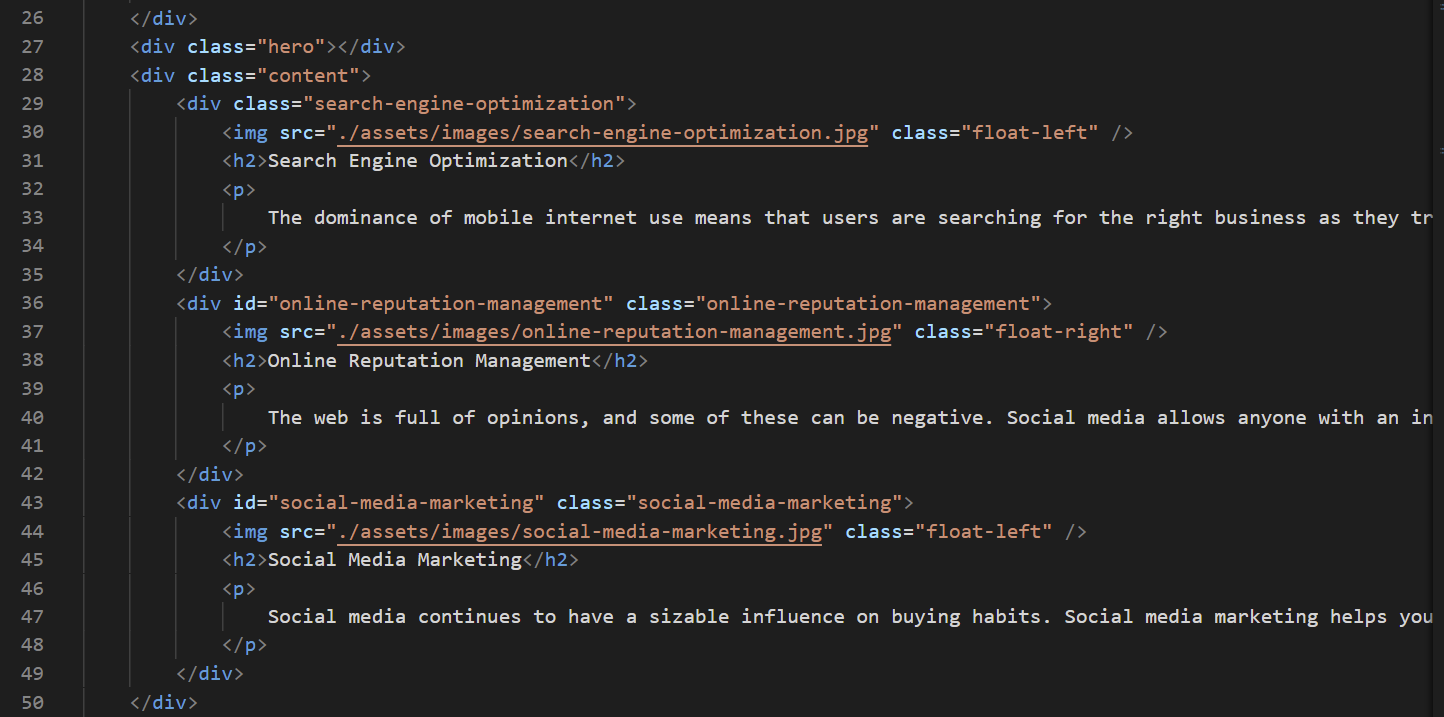 26 </div>
27 <div class="hero"></div>
28 <div class="content">
29 <div class="search-engine-optimization">
30 <img src="./assets/images/search-engine-optimization.jpg" class="float-left" />
31 <h2>Search Engine Optimization</h2>
32 <p>
33 The dominance of mobile internet use means that users are searching for the right business as they tr
34 </p>
35 </div>
36 <div id="online-reputation-management" class="online-reputation-management">
37 <img src="./assets/images/online-reputation-management.jpg" class="float-right" />
38 <h2>Online Reputation Management</h2>
39 <p>
40 The web is full of opinions, and some of these can be negative. Social media allows anyone with an in
41 </p>
42 </div>
43 <div id="social-media-marketing" class="social-media-marketing">
44 <img src="./assets/images/social-media-marketing.jpg" class="float-left" />
45 <h2>Social Media Marketing</h2>
46 <p>
47 Social media continues to have a sizable influence on buying habits. Social media marketing helps you
48 </p>
49 </div>
50 </div>